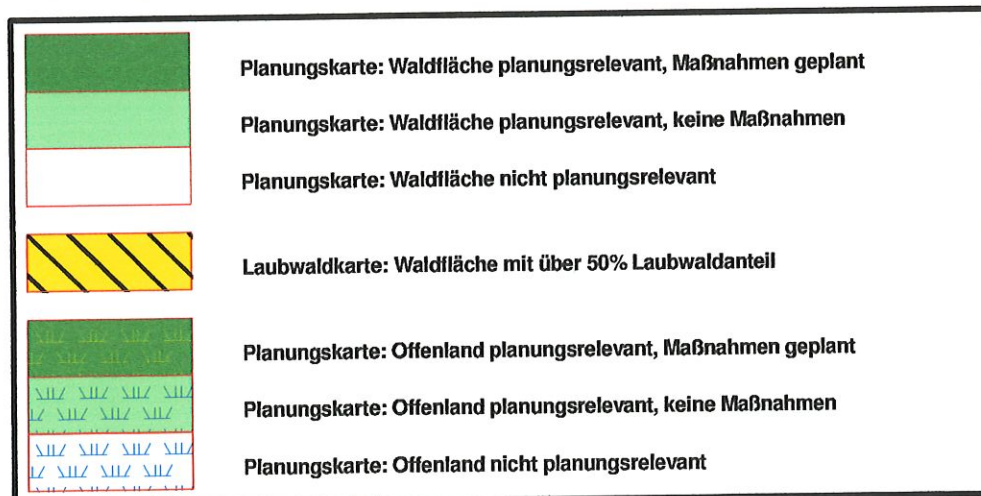 Planungskarte: Waldfläche planungsrelevant, Maßnahmen geplant
Planungskarte: Waldfläche planungsrelevant, keine Maßnahmen
Planungskarte: Waldfläche nicht planungsrelevant
Laubwaldkarte: Waldfläche mit über 50% Laubwaldanteil
Planungskarte: Offenland planungsrelevant, Maßnahmen geplant
Planungskarte: Offenland planungsrelevant, keine Maßnahmen
Planungskarte: Offenland nicht planungsrelevant